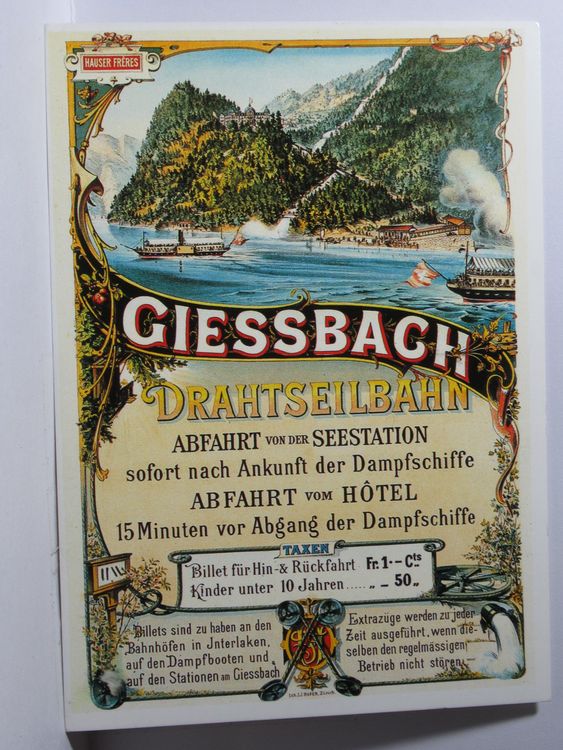 HAUSER FRÈRES
GIESSBACH
DRAHTSEILBAHN
ABFAHRT VON DER SEESTATION
sofort nach Ankunft der Dampfschiffe
ABFAHRT VOM HÔTEL
15 Minuten vor Abgang der Dampfschiffe
TAXEN
Billet für Hin- & Rückfahrt Fr. 1 -- Cts
Kinder unter 10 Jahren ..... „ – 50 „
Billets sind zu haben an den
Bahnhöfen in Jnterlaken,
auf den Dampfbooten und
auf den Stationen am Giessbach
Extrazüge werden zu jeder
Zeit ausgeführt, wenn die-
selben den regelmässigen
Betrieb nicht stören. –